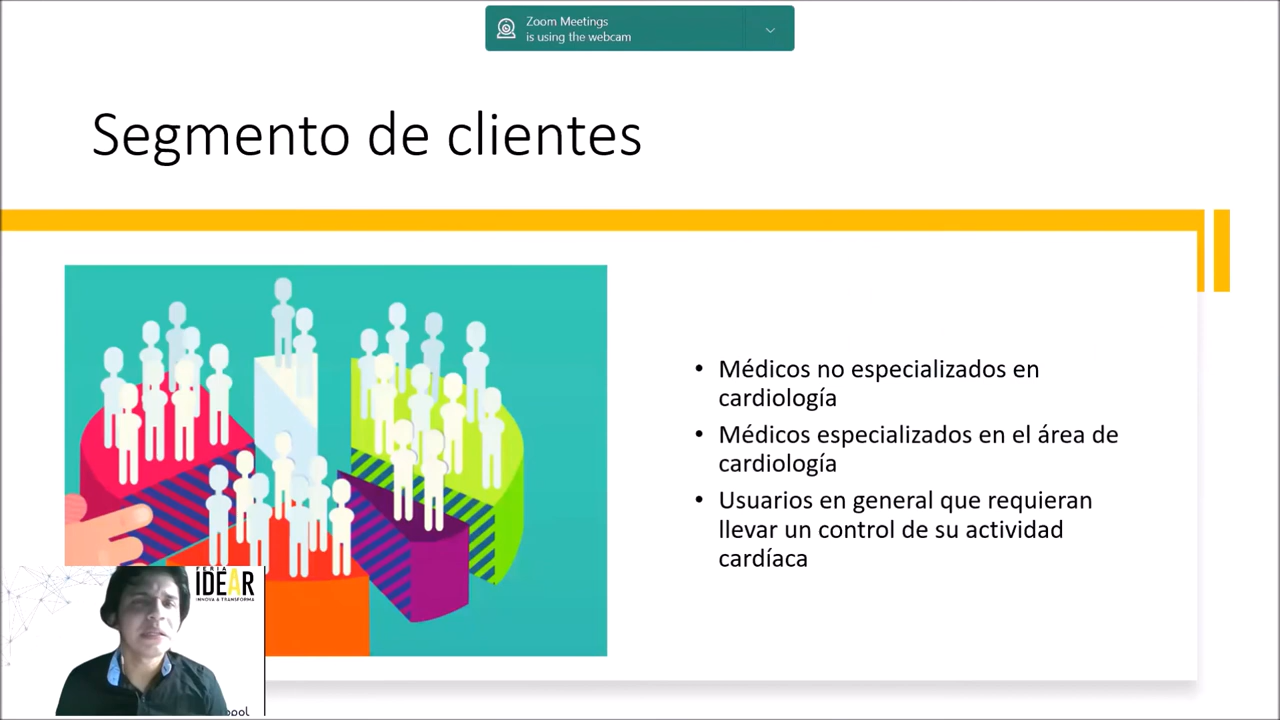 Zoom Meetings
is using the webcam
Segmento de clientes
• Médicos no especializados en
cardiología
• Médicos especializados en el área de
cardiología
• Usuarios en general que requieran
llevar un control de su actividad
cardíaca
FERIA
IDEAR
INNOVA & TRANSFORMA